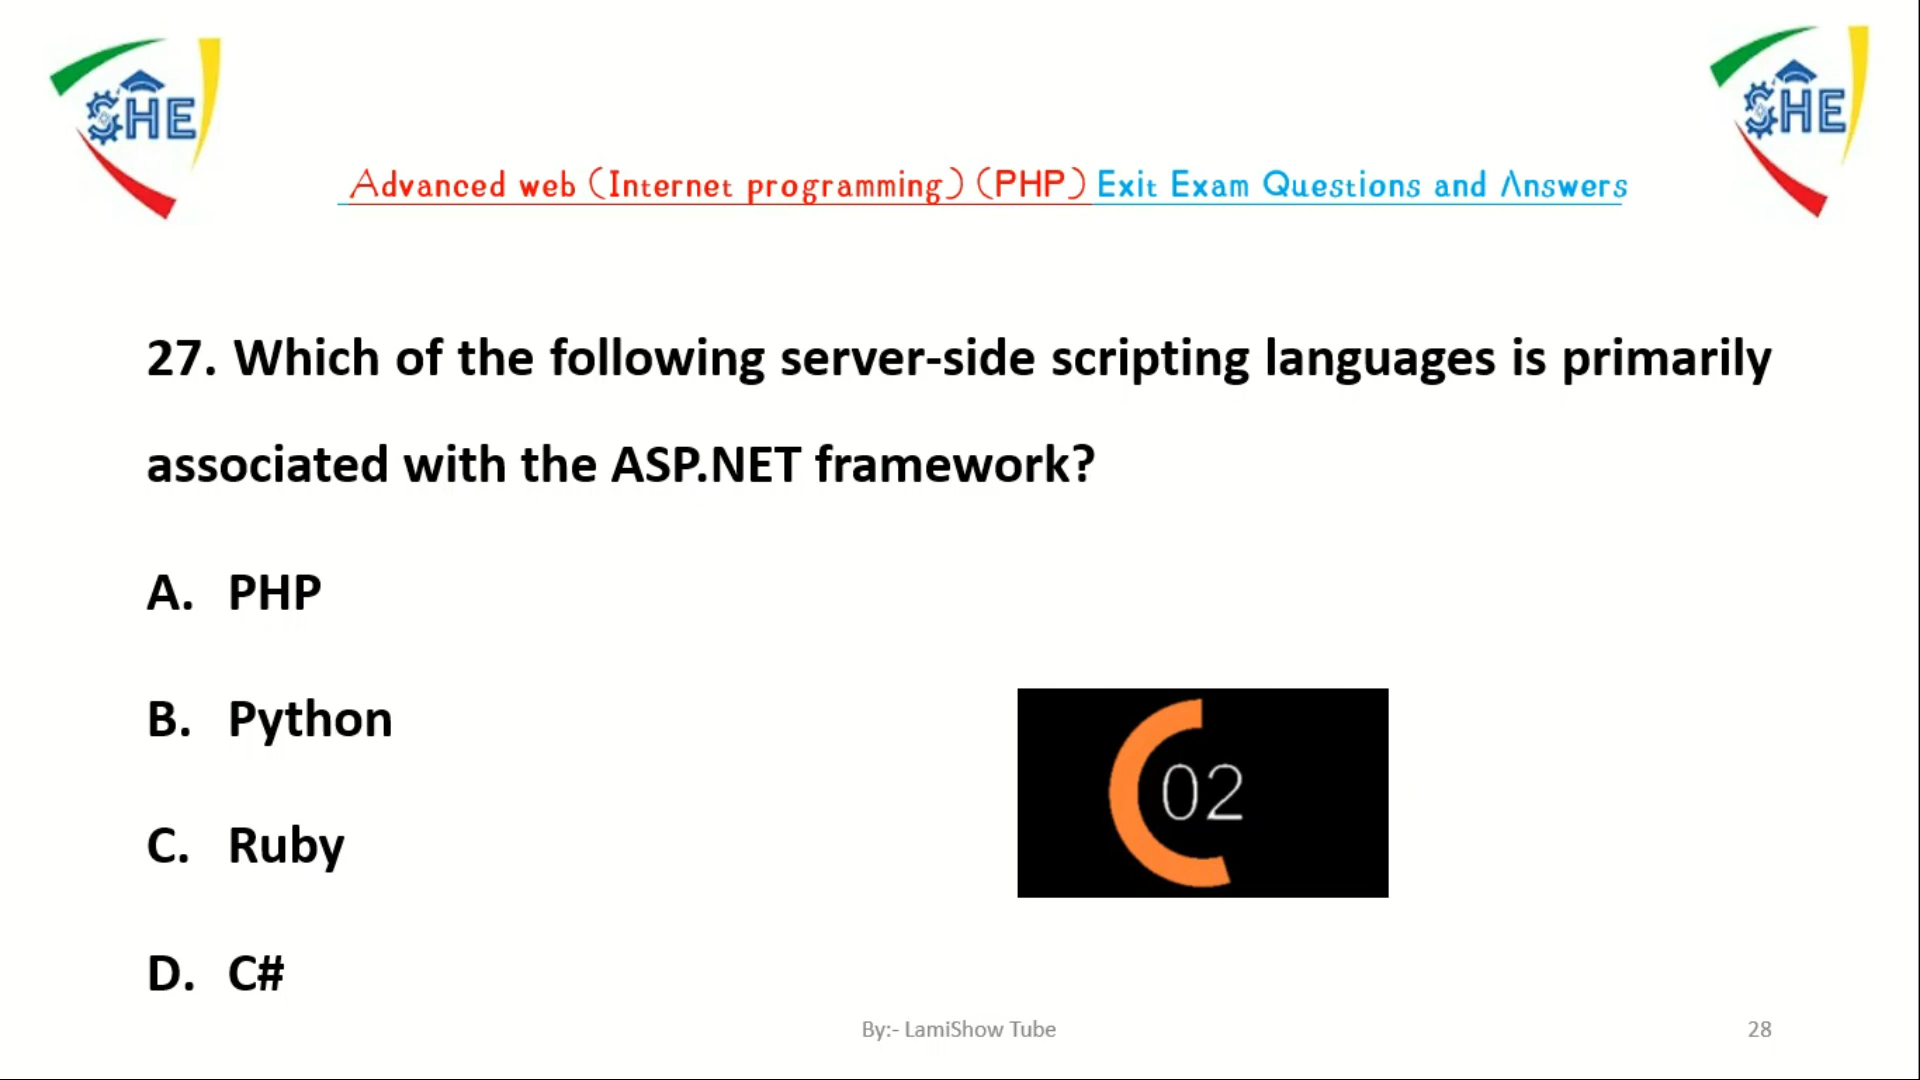 SHE
SHE
Advanced web (Internet programming) (PHP) Exit Exam Questions and Answers
27. Which of the following server-side scripting languages is primarily
associated with the ASP.NET framework?
A. PHP
B. Python
02
C. Ruby
D. C#
By:- LamiShow Tube
28